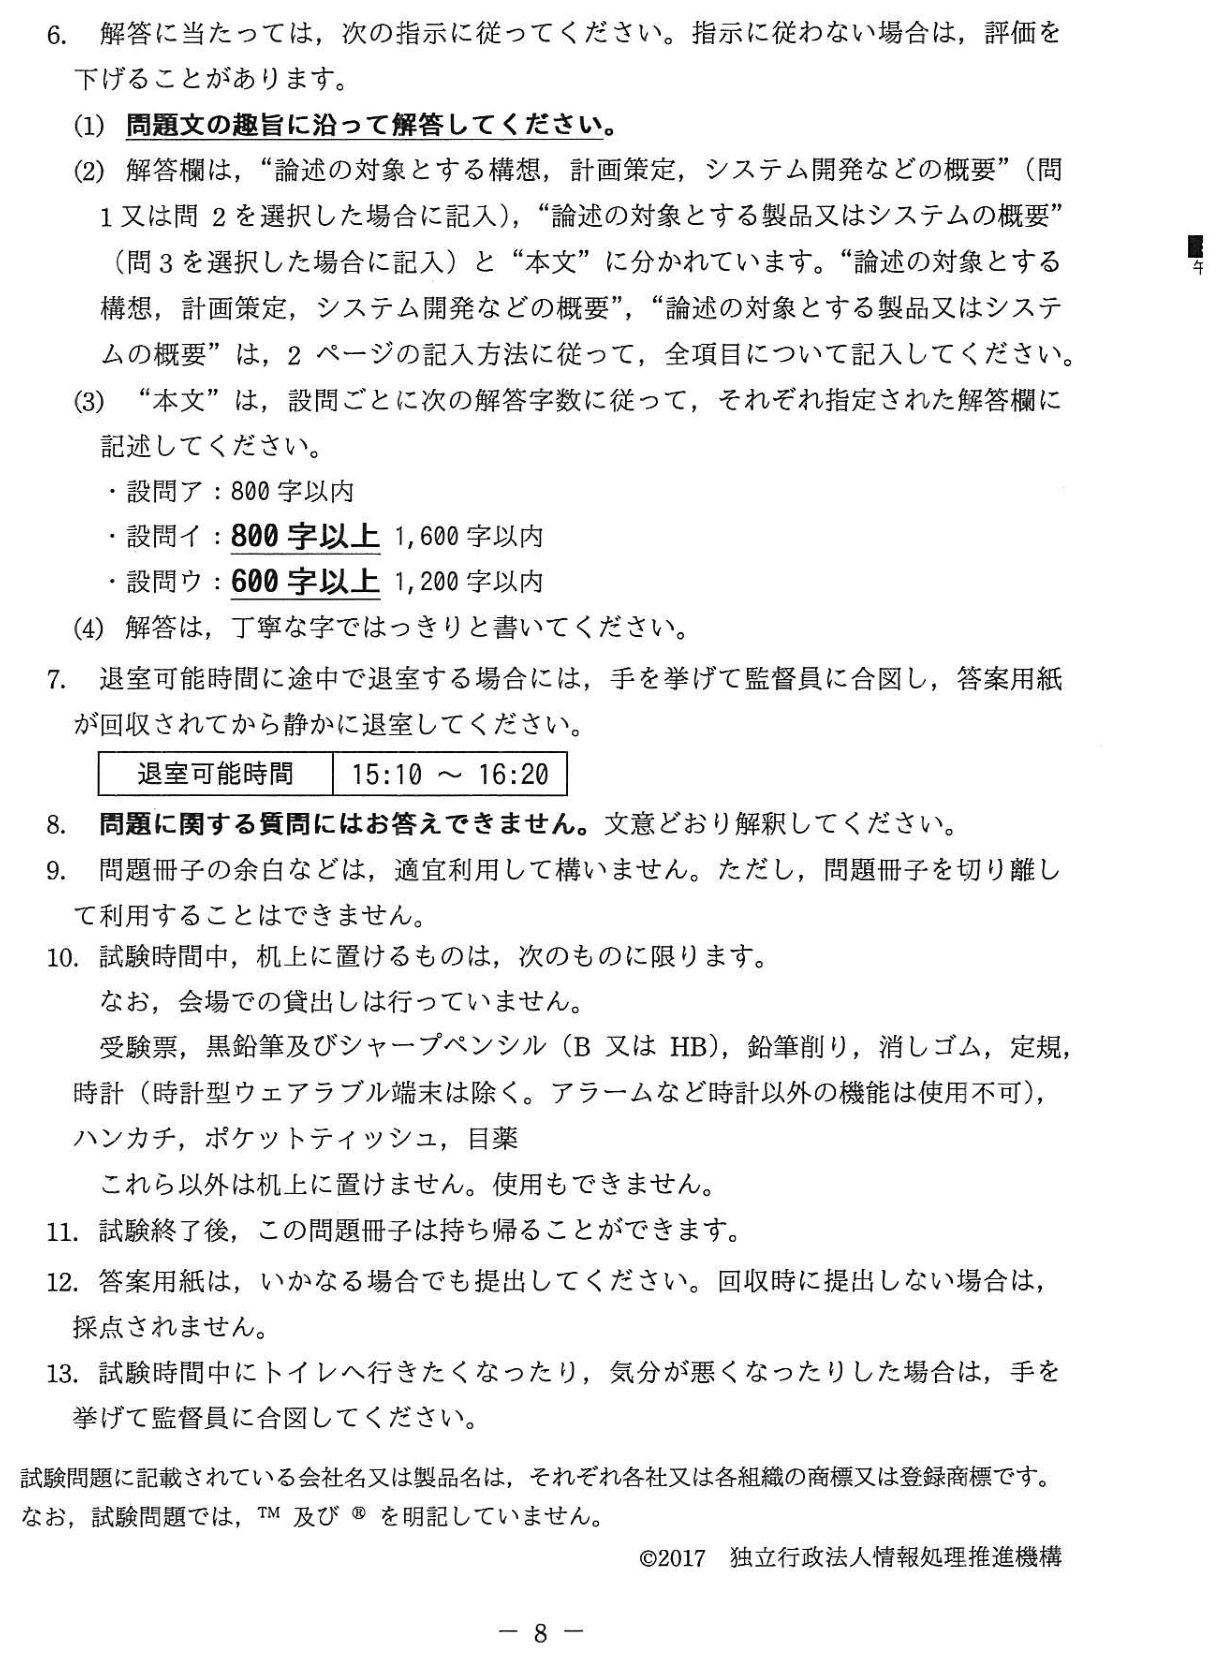 6. 解答に当たっては，次の指示に従ってください。指示に従わない場合は，評価を
下げることがあります。
(1) 問題文の趣旨に沿って解答してください。
(2) 解答欄は，“論述の対象とする構想，計画策定，システム開発などの概要”（問
1又は問 2を選択した場合に記入），“論述の対象とする製品又はシステムの概要”
（問3を選択した場合に記入）と“本文”に分かれています。“論述の対象とする
構想，計画策定，システム開発などの概要”，“論述の対象とする製品又はシステ
ムの概要”は，2 ページの記入方法に従って，全項目について記入してください。
(3) “本文”は，設問ごとに次の解答字数に従って，それぞれ指定された解答欄に
記述してください。
・設問ア：800字以内
・設問イ：800字以上 1,600字以内
・設問ウ：600字以上 1,200字以内
(4) 解答は，丁寧な字ではっきりと書いてください。
7. 退室可能時間に途中で退室する場合には，手を挙げて監督員に合図し，答案用紙
が回収されてから静かに退室してください。
退室可能時間 15:10 ～ 16:20
8. 問題に関する質問にはお答えできません。文意どおり解釈してください。
9. 問題冊子の余白などは，適宜利用して構いません。ただし，問題冊子を切り離し
て利用することはできません。
10. 試験時間中，机上に置けるものは，次のものに限ります。
なお，会場での貸出しは行っていません。
受験票，黒鉛筆及びシャープペンシル（B 又は HB），鉛筆削り，消しゴム，定規，
時計（時計型ウェアラブル端末は除く。アラームなど時計以外の機能は使用不可），
ハンカチ，ポケットティッシュ，目薬
これら以外は机上に置けません。使用もできません。
11. 試験終了後，この問題冊子は持ち帰ることができます。
12. 答案用紙は，いかなる場合でも提出してください。回収時に提出しない場合は，
採点されません。
13. 試験時間中にトイレへ行きたくなったり，気分が悪くなったりした場合は，手を
挙げて監督員に合図してください。
試験問題に記載されている会社名又は製品名は，それぞれ各社又は各組織の商標又は登録商標です。
なお，試験問題では，™ 及び ® を明記していません。
©2017 独立行政法人情報処理推進機構
－ 8 －